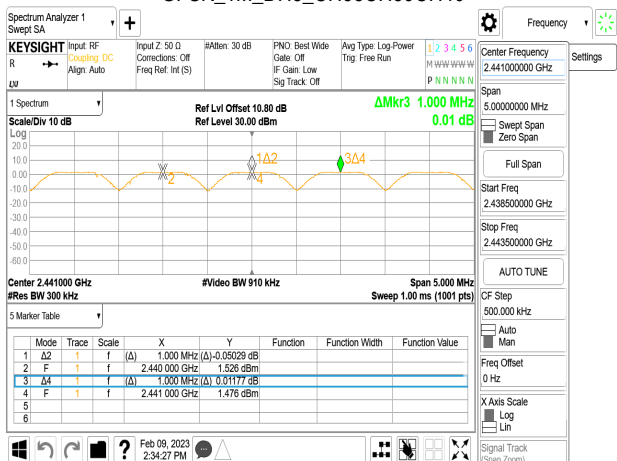 Spectrum Analyzer 1
Swept SA
Frequency
KEYSIGHT
R
Input: RF
Coupling: DC
Align: Auto
Input Z: 50 Ω
Corrections: Off
Freq Ref: Int (S)
#Atten: 30 dB
PNO: Best Wide
Gate: Off
IF Gain: Low
Sig Track: Off
Avg Type: Log-Power
Trig: Free Run
1 2 3 4 5 6
M W W W W W
P N N N N N
Center Frequency
2.441000000 GHz
Settings
Span
5.00000000 MHz
Swept Span
Zero Span
Full Span
Start Freq
2.438500000 GHz
Stop Freq
2.443500000 GHz
AUTO TUNE
CF Step
500.000 kHz
Auto
Man
Freq Offset
0 Hz
X Axis Scale
Log
Lin
Signal Track
(Span Zoom)
1 Spectrum
Scale/Div 10 dB
Ref Lvl Offset 10.80 dB
Ref Level 30.00 dBm
ΔMkr3 1.000 MHz
0.01 dB
Log
20.0
10.0
0.00
-10.0
-20.0
-30.0
-40.0
-50.0
-60.0
2
1Δ2
4
3Δ4
Center 2.441000 GHz
#Res BW 300 kHz
#Video BW 910 kHz
Span 5.000 MHz
Sweep 1.00 ms (1001 pts)
5 Marker Table
Mode Trace Scale X Y Function Function Width Function Value
1 Δ2 1 f (Δ) 1.000 MHz (Δ) -0.05029 dB
2 F 1 f 2.440 000 GHz 1.526 dBm
3 Δ4 1 f (Δ) 1.000 MHz (Δ) 0.01177 dB
4 F 1 f 2.441 000 GHz 1.476 dBm
5
6
?
Feb 09, 2023
2:34:27 PM